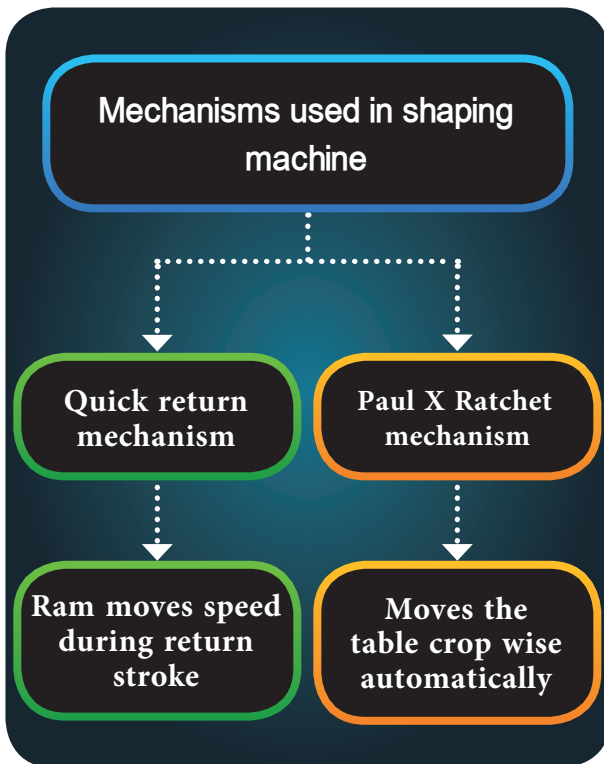 Mechanisms used in shaping
machine
Quick return
mechanism
Paul X Ratchet
mechanism
Ram moves speed
during return
stroke
Moves the
table crop wise
automatically